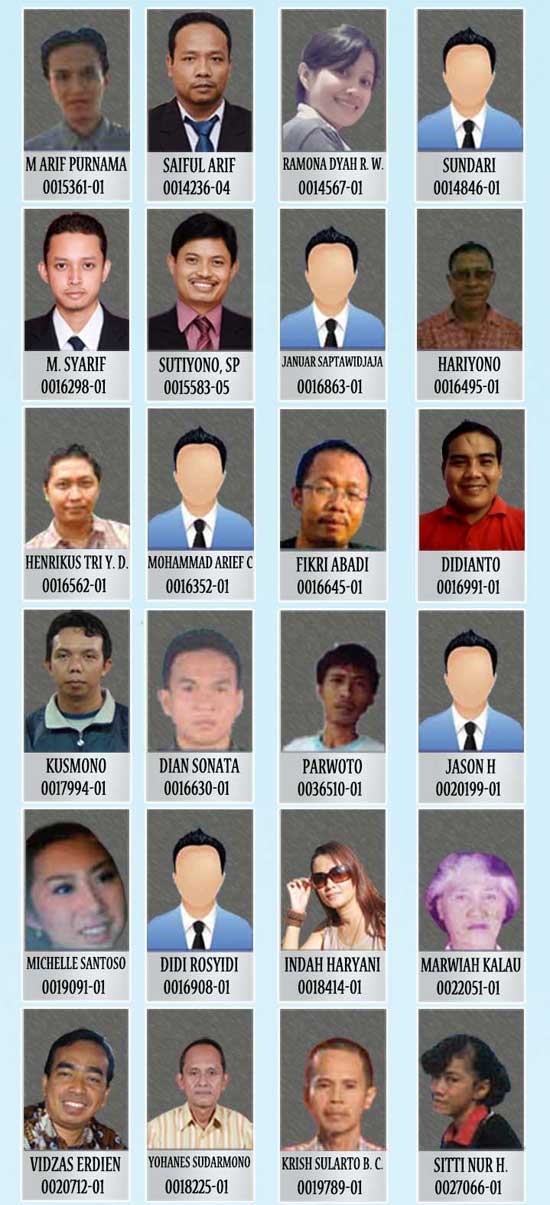 M ARIF PURNAMA
0015361-01
SAIFUL ARIF
0014236-04
RAMONA DYAH R. W.
0014567-01
SUNDARI
0014846-01
M. SYARIF
0016298-01
SUTIYONO, SP
0015583-05
JANUAR SAPTAWIDJAJA
0016863-01
HARIYONO
0016495-01
HENRIKUS TRI Y. D.
0016562-01
MOHAMMAD ARIEF C
0016352-01
FIKRI ABADI
0016645-01
DIDIANTO
0016991-01
KUSMONO
0017994-01
DIAN SONATA
0016630-01
PARWOTO
0036510-01
JASON H
0020199-01
MICHELLE SANTOSO
0019091-01
DIDI ROSYIDI
0016908-01
INDAH HARYANI
0018414-01
MARWIAH KALAU
0022051-01
VIDZAS ERDIEN
0020712-01
YOHANES SUDARMONO
0018225-01
KRISH SULARTO B. C.
0019789-01
SITTI NUR H.
0027066-01